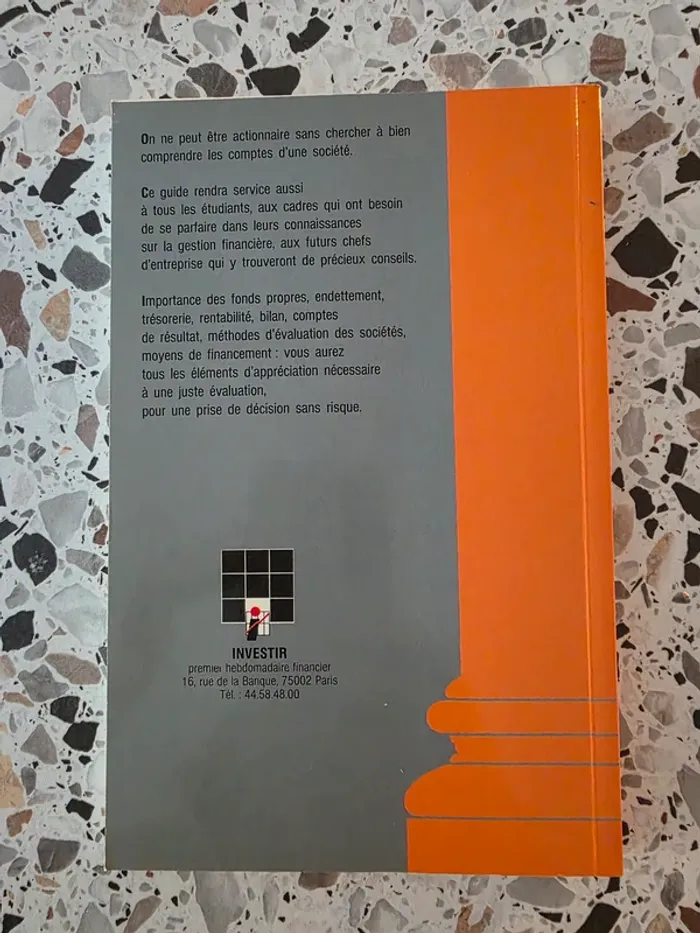 On ne peut être actionnaire sans chercher à bien
comprendre les comptes d'une société.
Ce guide rendra service aussi
à tous les étudiants, aux cadres qui ont besoin
de se parfaire dans leurs connaissances
sur la gestion financière, aux futurs chefs
d'entreprise qui y trouveront de précieux conseils.
Importance des fonds propres, endettement,
trésorerie, rentabilité, bilan, comptes
de résultat, méthodes d'évaluation des sociétés,
moyens de financement : vous aurez
tous les éléments d'appréciation nécessaire
à une juste évaluation,
pour une prise de décision sans risque.
INVESTIR
premier hebdomadaire financier
16, rue de la Banque, 75002 Paris
Tél. : 44.58.48.00